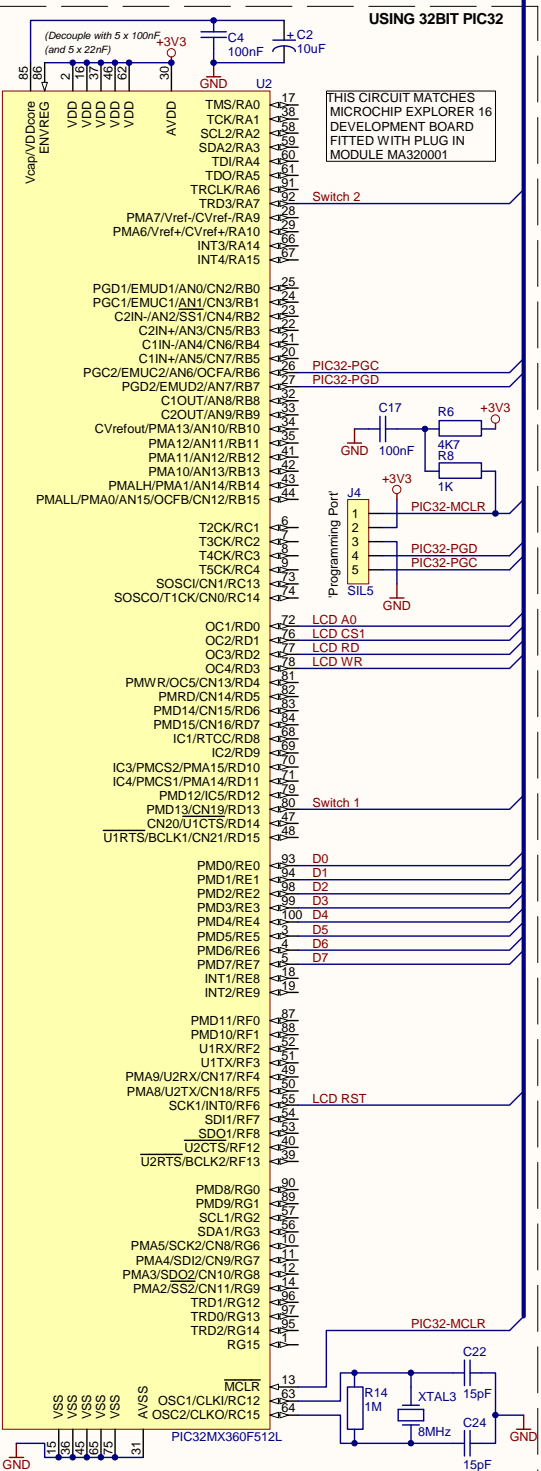 USING 32BIT PIC32
(Decouple with 5 x 100nF
(and 5 x 22nF)
+3V3
C4
100nF
+
C2
10uF
GND
85
86
2
16
37
46
62
30
U2
Vcap/VDDcore
ENVREG
VDD
VDD
VDD
VDD
VDD
AVDD
THIS CIRCUIT MATCHES
MICROCHIP EXPLORER 16
DEVELOPMENT BOARD
FITTED WITH PLUG IN
MODULE MA320001
TMS/RA0 17
TCK/RA1 38
SCL2/RA2 58
SDA2/RA3 59
TDI/RA4 60
TDO/RA5 61
TRCLK/RA6 91
TRD3/RA7 92 Switch 2
PMA7/Vref-/CVref-/RA9 28
PMA6/Vref+/CVref+/RA10 29
INT3/RA14 66
INT4/RA15 67
PGD1/EMUD1/AN0/CN2/RB0 25
PGC1/EMUC1/AN1/CN3/RB1 24
C2IN-/AN2/SS1/CN4/RB2 23
C2IN+/AN3/CN5/RB3 22
C1IN-/AN4/CN6/RB4 21
C1IN+/AN5/CN7/RB5 20
PGC2/EMUC2/AN6/OCFA/RB6 26 PIC32-PGC
PGD2/EMUD2/AN7/RB7 27 PIC32-PGD
C1OUT/AN8/RB8 32
C2OUT/AN9/RB9 33
CVrefout/PMA13/AN10/RB10 34
PMA12/AN11/RB11 35
PMA11/AN12/RB12 41
PMA10/AN13/RB13 42
PMALH/PMA1/AN14/RB14 43
PMALL/PMA0/AN15/OCFB/CN12/RB15 44
C17
100nF
GND
R6
4K7
+3V3
R8
1K
+3V3
J4
'Programming Port'
1 PIC32-MCLR
2
3
4 PIC32-PGD
5 PIC32-PGC
SIL5
GND
T2CK/RC1 6
T3CK/RC2 7
T4CK/RC3 8
T5CK/RC4 9
SOSCI/CN1/RC13 73
SOSCO/T1CK/CN0/RC14 74
OC1/RD0 72 LCD A0
OC2/RD1 76 LCD CS1
OC3/RD2 77 LCD RD
OC4/RD3 78 LCD WR
PMWR/OC5/CN13/RD4 81
PMRD/CN14/RD5 82
PMD14/CN15/RD6 83
PMD15/CN16/RD7 84
IC1/RTCC/RD8 68
IC2/RD9 69
IC3/PMCS2/PMA15/RD10 70
IC4/PMCS1/PMA14/RD11 71
PMD12/IC5/RD12 79
PMD13/CN19/RD13 80 Switch 1
CN20/U1CTS/RD14 47
U1RTS/BCLK1/CN21/RD15 48
PMD0/RE0 93 D0
PMD1/RE1 94 D1
PMD2/RE2 98 D2
PMD3/RE3 99 D3
PMD4/RE4 100 D4
PMD5/RE5 3 D5
PMD6/RE6 4 D6
PMD7/RE7 5 D7
INT1/RE8 18
INT2/RE9 19
PMD11/RF0 87
PMD10/RF1 88
U1RX/RF2 52
U1TX/RF3 51
PMA9/U2RX/CN17/RF4 49
PMA8/U2TX/CN18/RF5 50
SCK1/INT0/RF6 55 LCD RST
SDI1/RF7 54
SDO1/RF8 53
U2CTS/RF12 40
U2RTS/BCLK2/RF13 39
PMD8/RG0 90
PMD9/RG1 89
SCL1/RG2 57
SDA1/RG3 56
PMA5/SCK2/CN8/RG6 10
PMA4/SDI2/CN9/RG7 11
PMA3/SDO2/CN10/RG8 12
PMA2/SS2/CN11/RG9 14
TRD1/RG12 96
TRD0/RG13 97
TRD2/RG14 95
RG15 1
PIC32-MCLR
MCLR 13
OSC1/CLKI/RC12 63
OSC2/CLKO/RC15 64
PIC32MX360F512L
R14
1M
XTAL3
8MHz
C22
15pF
C24
15pF
GND
VSS
VSS
VSS
VSS
VSS
AVSS
15
36
45
65
75
31
GND